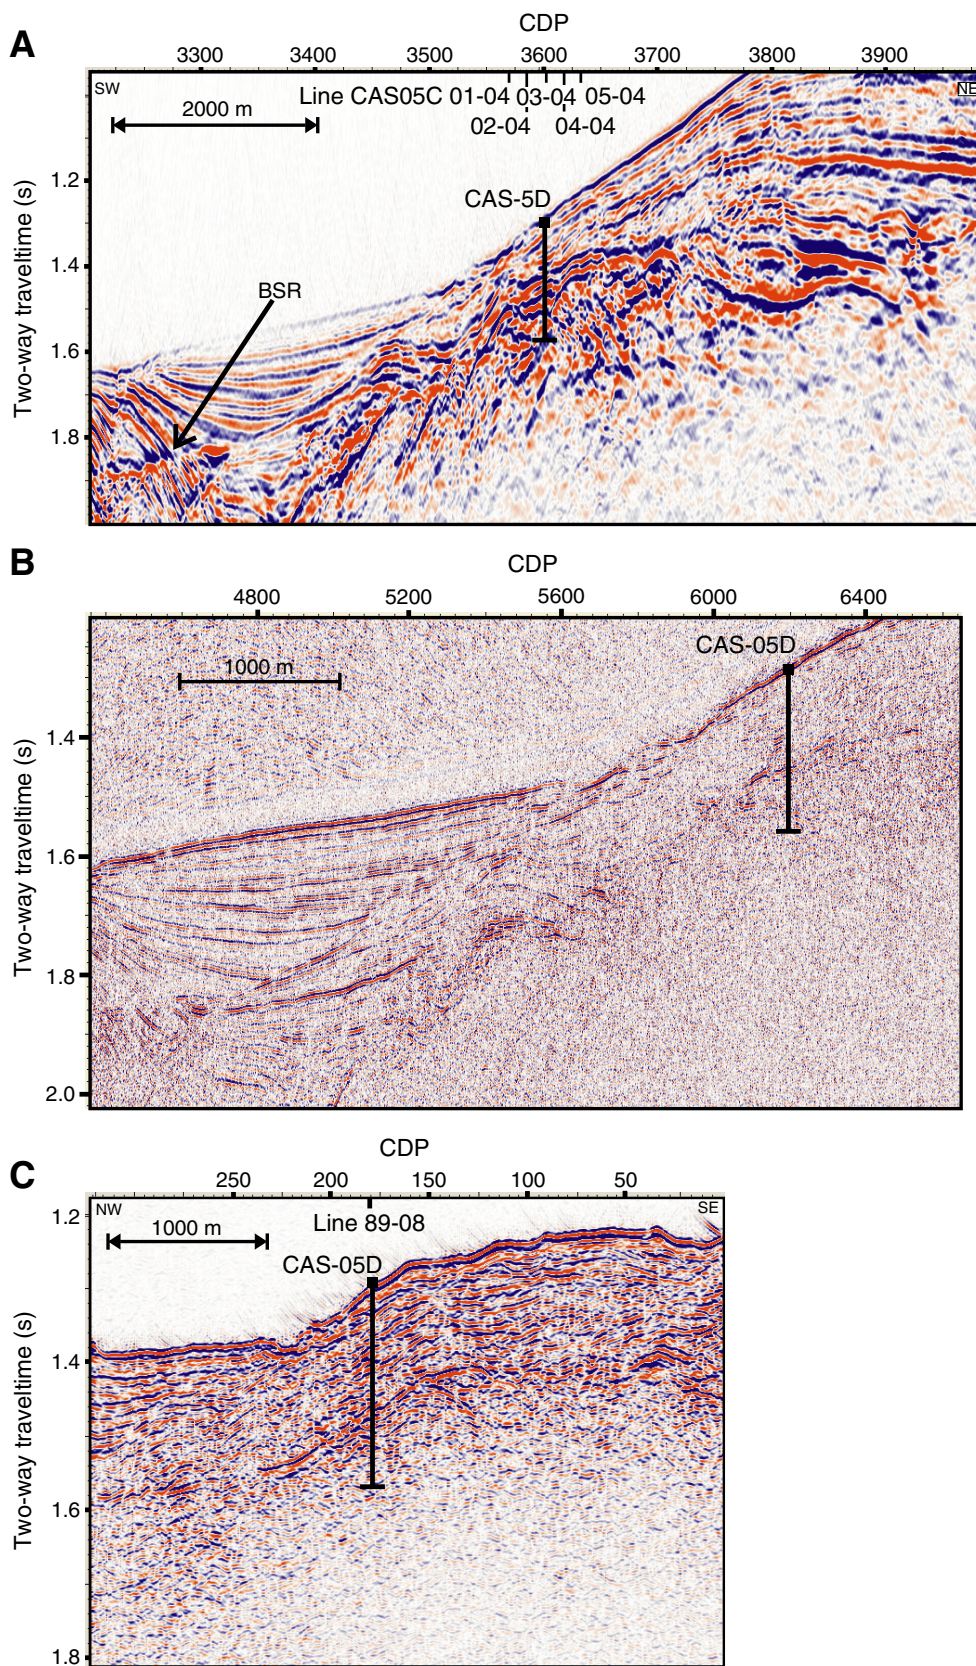 A
CDP
3300 3400 3500 3600 3700 3800 3900
SW
NE
Line CAS05C 01-04 03-04 05-04
02-04 04-04
2000 m
CAS-5D
BSR
1.2
1.4
1.6
1.8
Two-way traveltime (s)
B
CDP
4800 5200 5600 6000 6400
CAS-05D
1000 m
1.4
1.6
1.8
2.0
Two-way traveltime (s)
C
CDP
250 200 150 100 50
NW
SE
Line 89-08
1000 m
CAS-05D
1.2
1.4
1.6
1.8
Two-way traveltime (s)